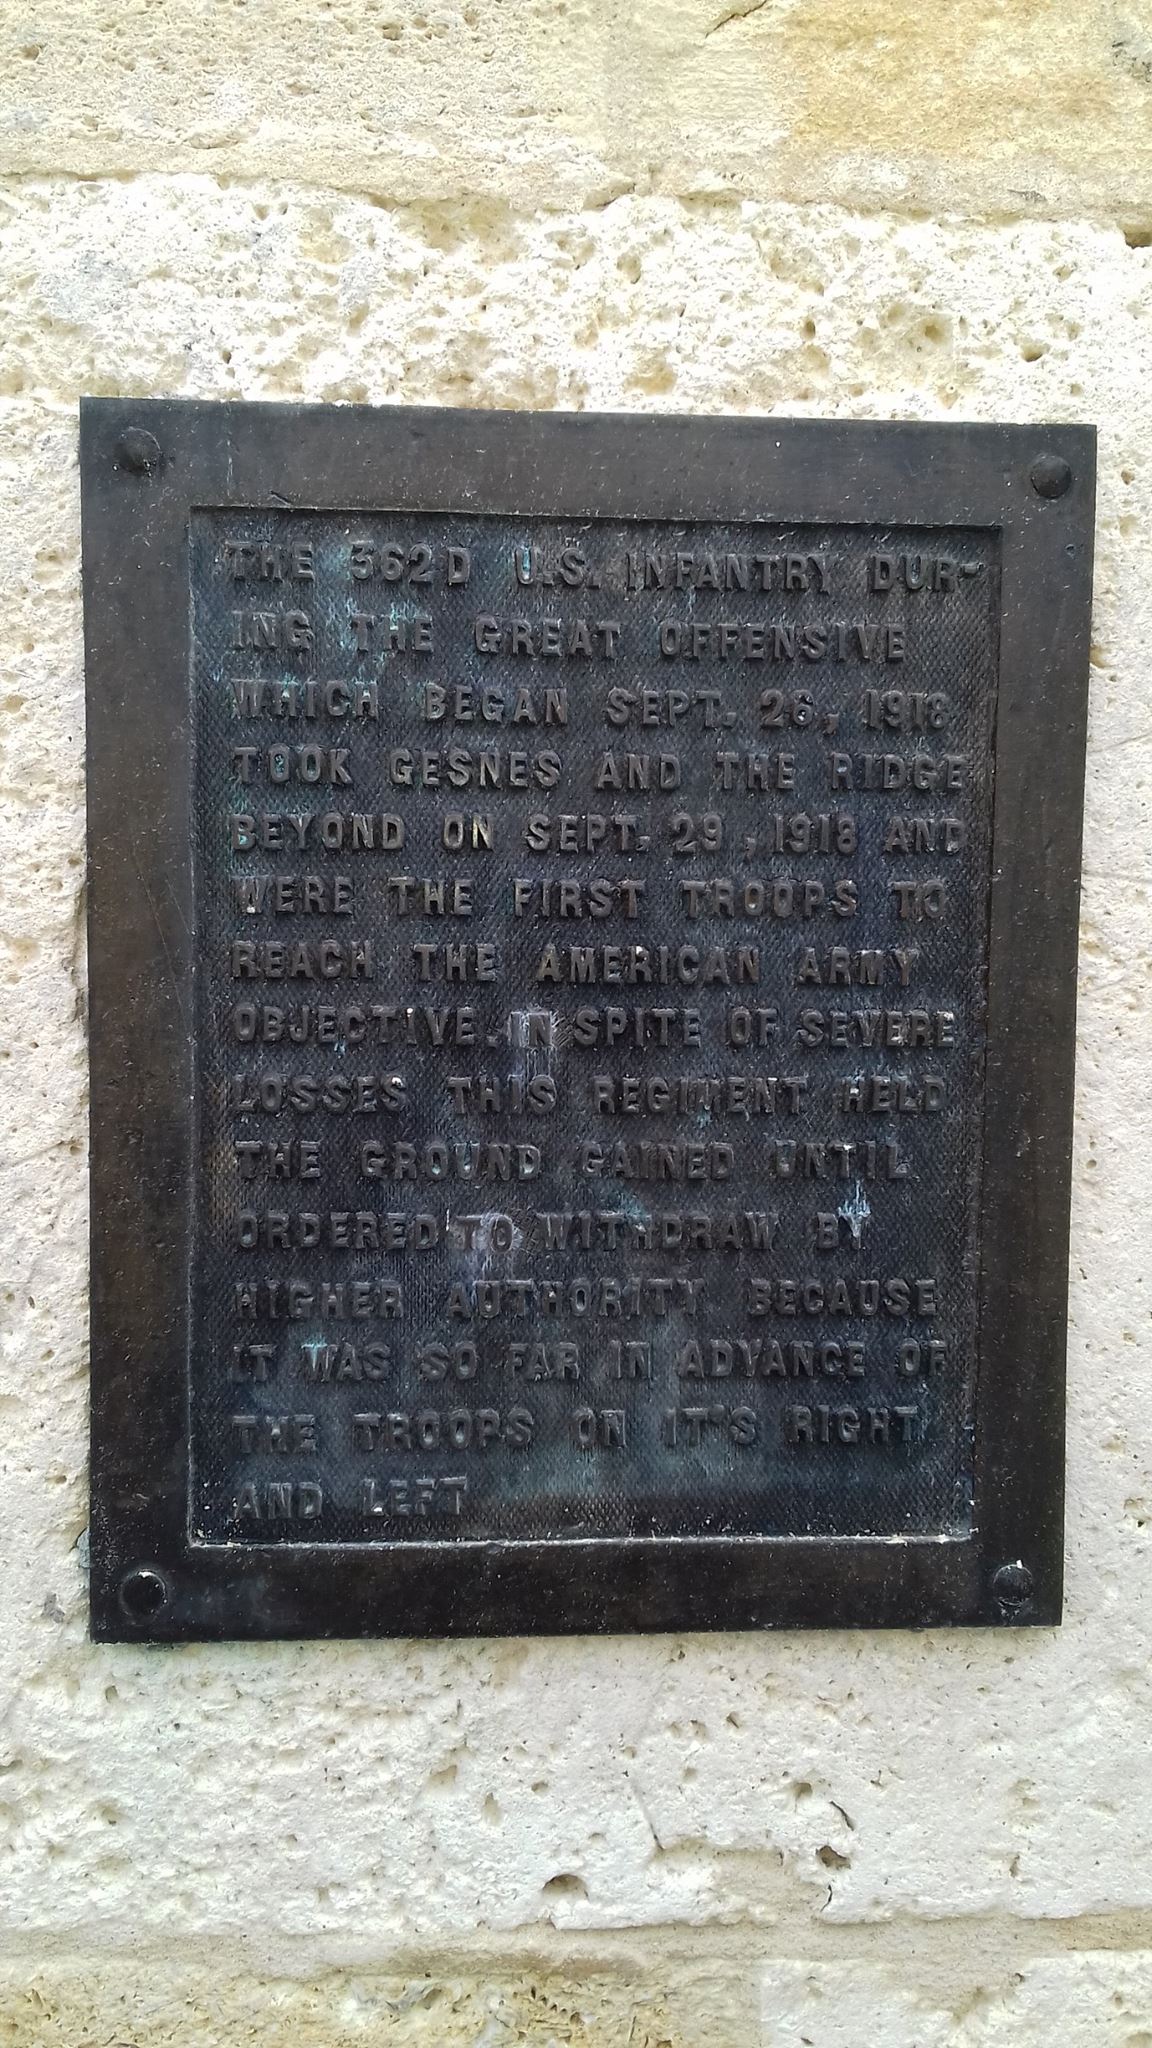 THE 362D U.S. INFANTRY DUR-
ING THE GREAT OFFENSIVE
WHICH BEGAN SEPT. 26, 1918
TOOK GESNES AND THE RIDGE
BEYOND ON SEPT. 29, 1918 AND
WERE THE FIRST TROOPS TO
REACH THE AMERICAN ARMY
OBJECTIVE. IN SPITE OF SEVERE
LOSSES THIS REGIMENT HELD
THE GROUND GAINED UNTIL
ORDERED TO WITHDRAW BY
HIGHER AUTHORITY BECAUSE
IT WAS SO FAR IN ADVANCE OF
THE TROOPS ON IT'S RIGHT
AND LEFT